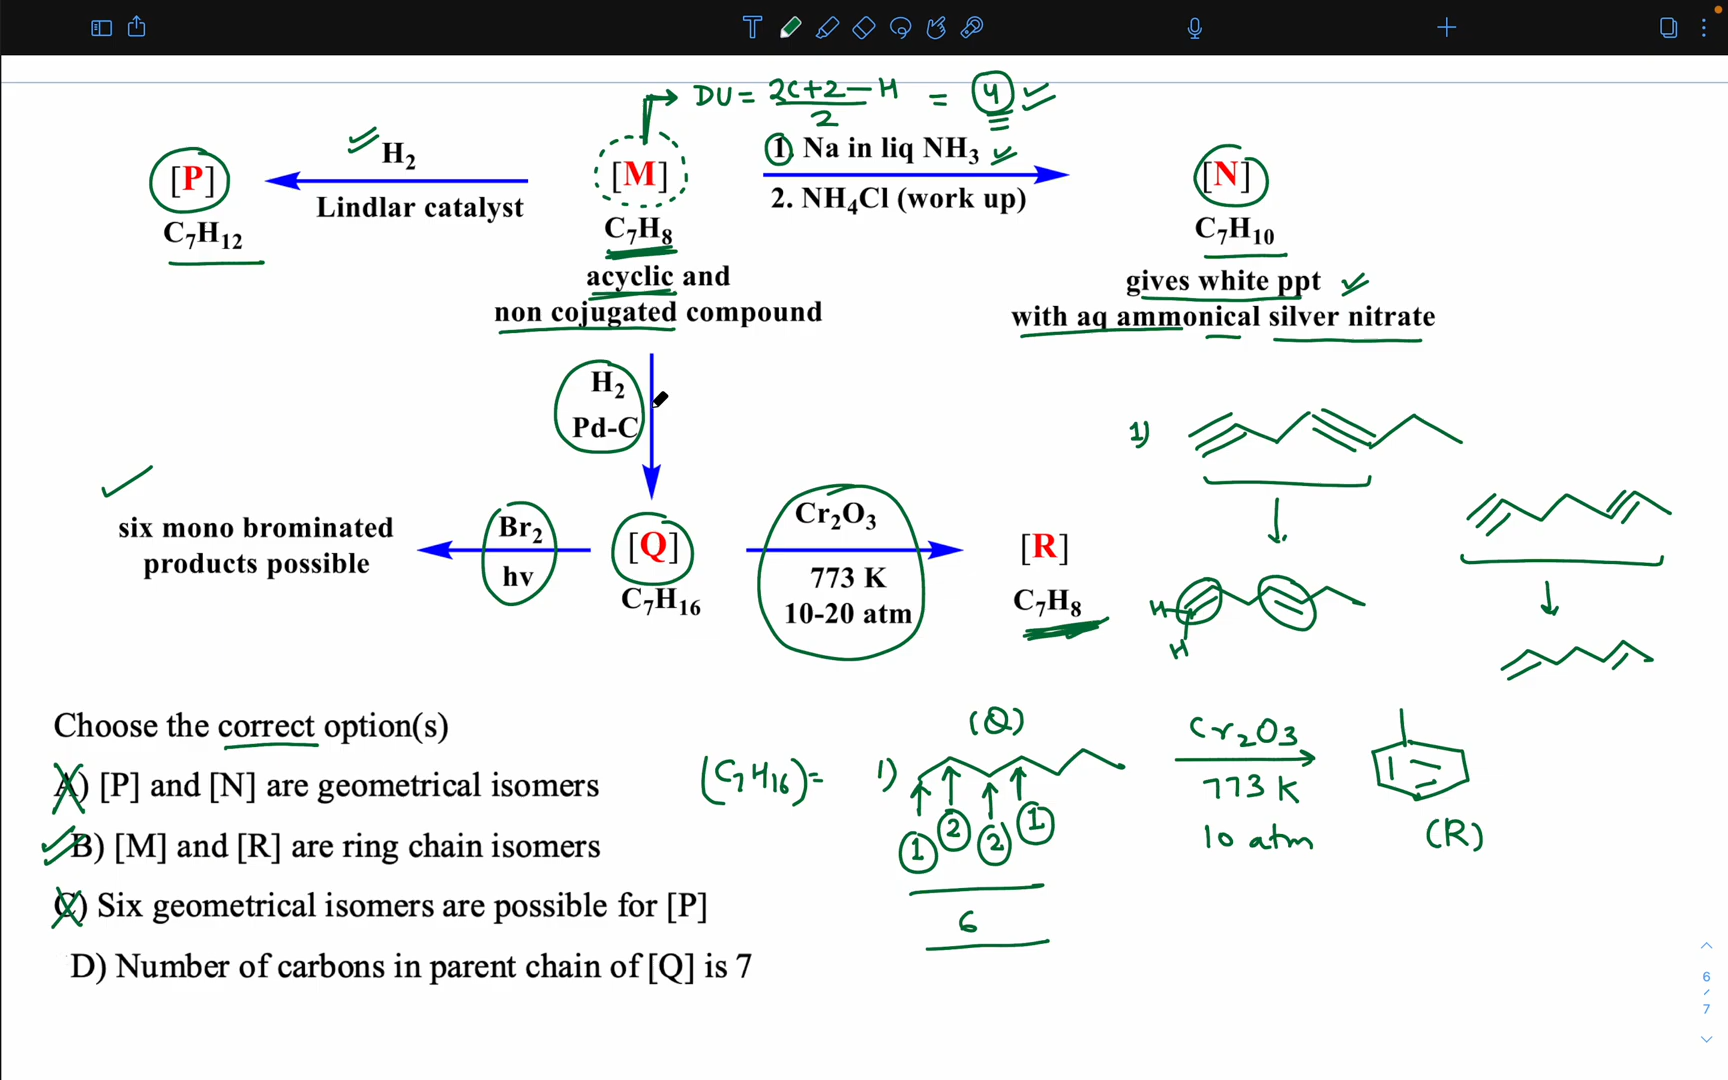 DU = 2C+2-H / 2 = 4
[P]
H2
Lindlar catalyst
C7H12
[M]
C7H8
acyclic and
non cojugated compound
1. Na in liq NH3
2. NH4Cl (work up)
[N]
C7H10
gives white ppt
with aq ammonical silver nitrate
H2
Pd-C
1)
six mono brominated
products possible
Br2
hv
[Q]
C7H16
Cr2O3
773 K
10-20 atm
[R]
C7H8
H
H
Choose the correct option(s)
A) [P] and [N] are geometrical isomers
B) [M] and [R] are ring chain isomers
C) Six geometrical isomers are possible for [P]
D) Number of carbons in parent chain of [Q] is 7
(Q)
(C7H16)= 1)
1 2 2 1
6
Cr2O3
773 K
10 atm
(R)
6
7